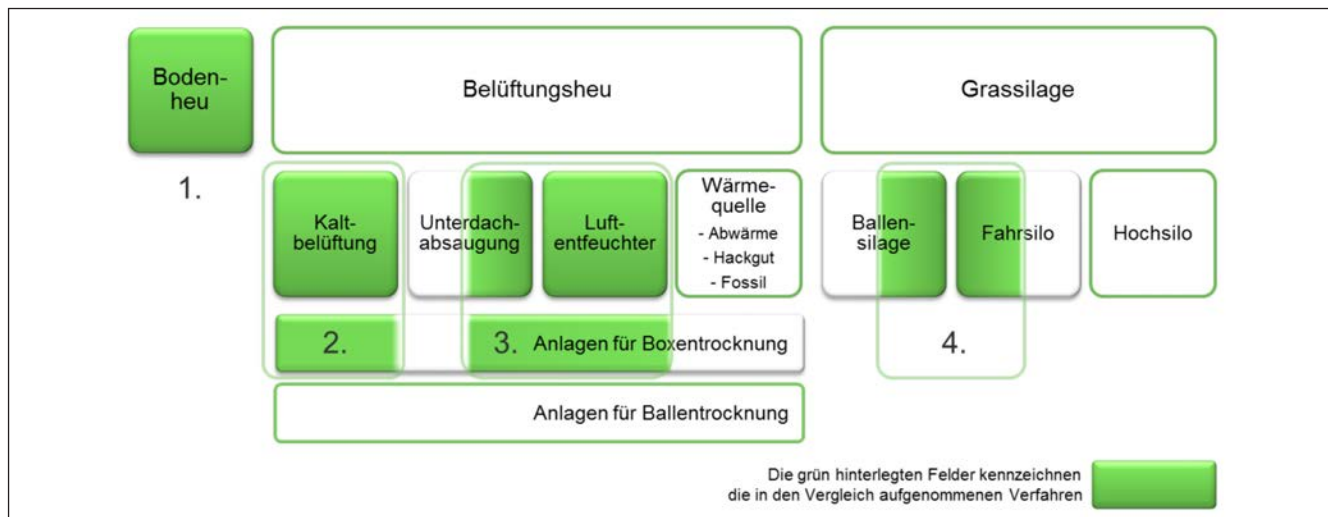 Boden-
heu
Belüftungsheu
Grassilage
1.
Kalt-
belüftung
Unterdach-
absaugung
Luft-
entfeuchter
Wärme-
quelle
- Abwärme
- Hackgut
- Fossil
Ballen-
silage
Fahrsilo
Hochsilo
2.
3.
Anlagen für Boxentrocknung
4.
Anlagen für Ballentrocknung
Die grün hinterlegten Felder kennzeichnen
die in den Vergleich aufgenommenen Verfahren